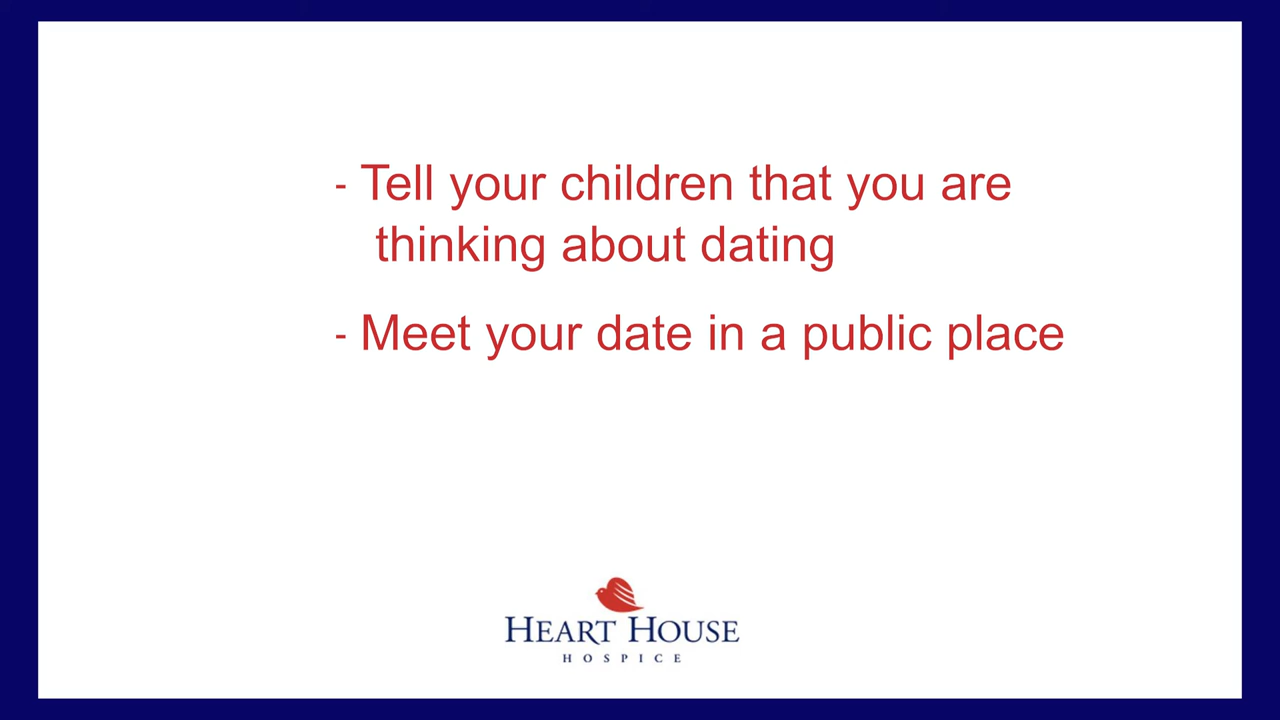 - Tell your children that you are
thinking about dating
- Meet your date in a public place
HEART HOUSE
HOSPICE